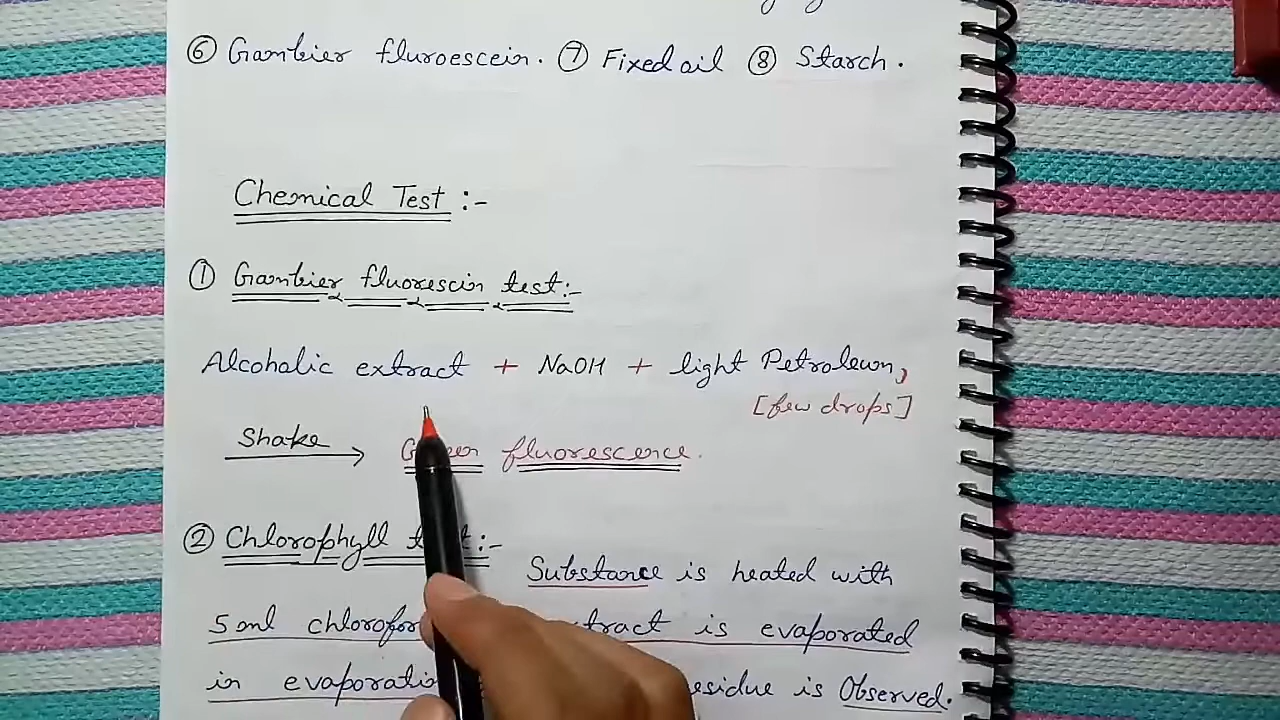 ⑥ Gambier fluroescein. ⑦ Fixed oil ⑧ Starch.
Chemical Test :-
① Gambier fluorescin test:-
Alcoholic extract + NaOH + light Petroleum,
[few drops]
Shake → fluorescence.
② Chlorophyll :-
Substance is heated with
5ml is evaporated
in is Observed.